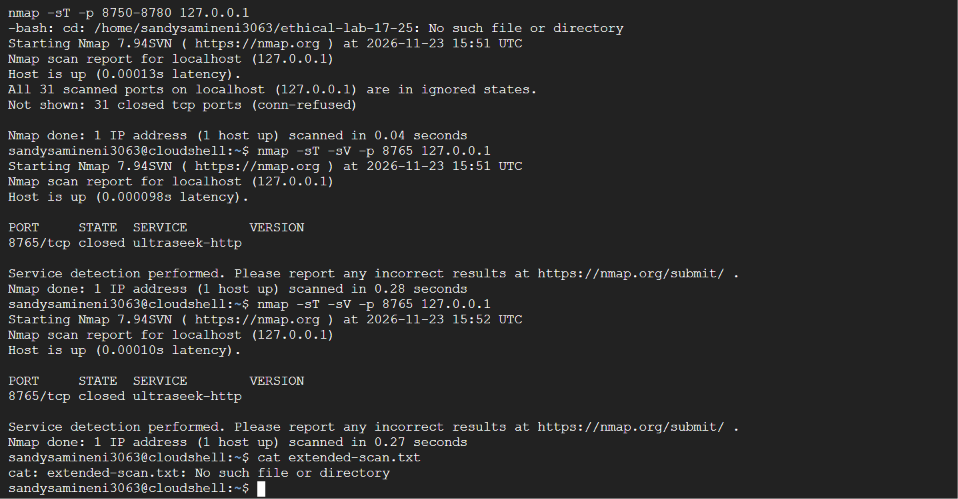 nmap -sT -p 8750-8780 127.0.0.1
-bash: cd: /home/sandysamineni3063/ethical-lab-17-25: No such file or directory
Starting Nmap 7.94SVN ( https://nmap.org ) at 2026-11-23 15:51 UTC
Nmap scan report for localhost (127.0.0.1)
Host is up (0.00013s latency).
All 31 scanned ports on localhost (127.0.0.1) are in ignored states.
Not shown: 31 closed tcp ports (conn-refused)
Nmap done: 1 IP address (1 host up) scanned in 0.04 seconds
sandysamineni3063@cloudshell:~$ nmap -sT -sV -p 8765 127.0.0.1
Starting Nmap 7.94SVN ( https://nmap.org ) at 2026-11-23 15:51 UTC
Nmap scan report for localhost (127.0.0.1)
Host is up (0.000098s latency).
PORT     STATE  SERVICE        VERSION
8765/tcp closed ultraseek-http
Service detection performed. Please report any incorrect results at https://nmap.org/submit/ .
Nmap done: 1 IP address (1 host up) scanned in 0.28 seconds
sandysamineni3063@cloudshell:~$ nmap -sT -sV -p 8765 127.0.0.1
Starting Nmap 7.94SVN ( https://nmap.org ) at 2026-11-23 15:52 UTC
Nmap scan report for localhost (127.0.0.1)
Host is up (0.00010s latency).
PORT     STATE  SERVICE        VERSION
8765/tcp closed ultraseek-http
Service detection performed. Please report any incorrect results at https://nmap.org/submit/ .
Nmap done: 1 IP address (1 host up) scanned in 0.27 seconds
sandysamineni3063@cloudshell:~$ cat extended-scan.txt
cat: extended-scan.txt: No such file or directory
sandysamineni3063@cloudshell:~$